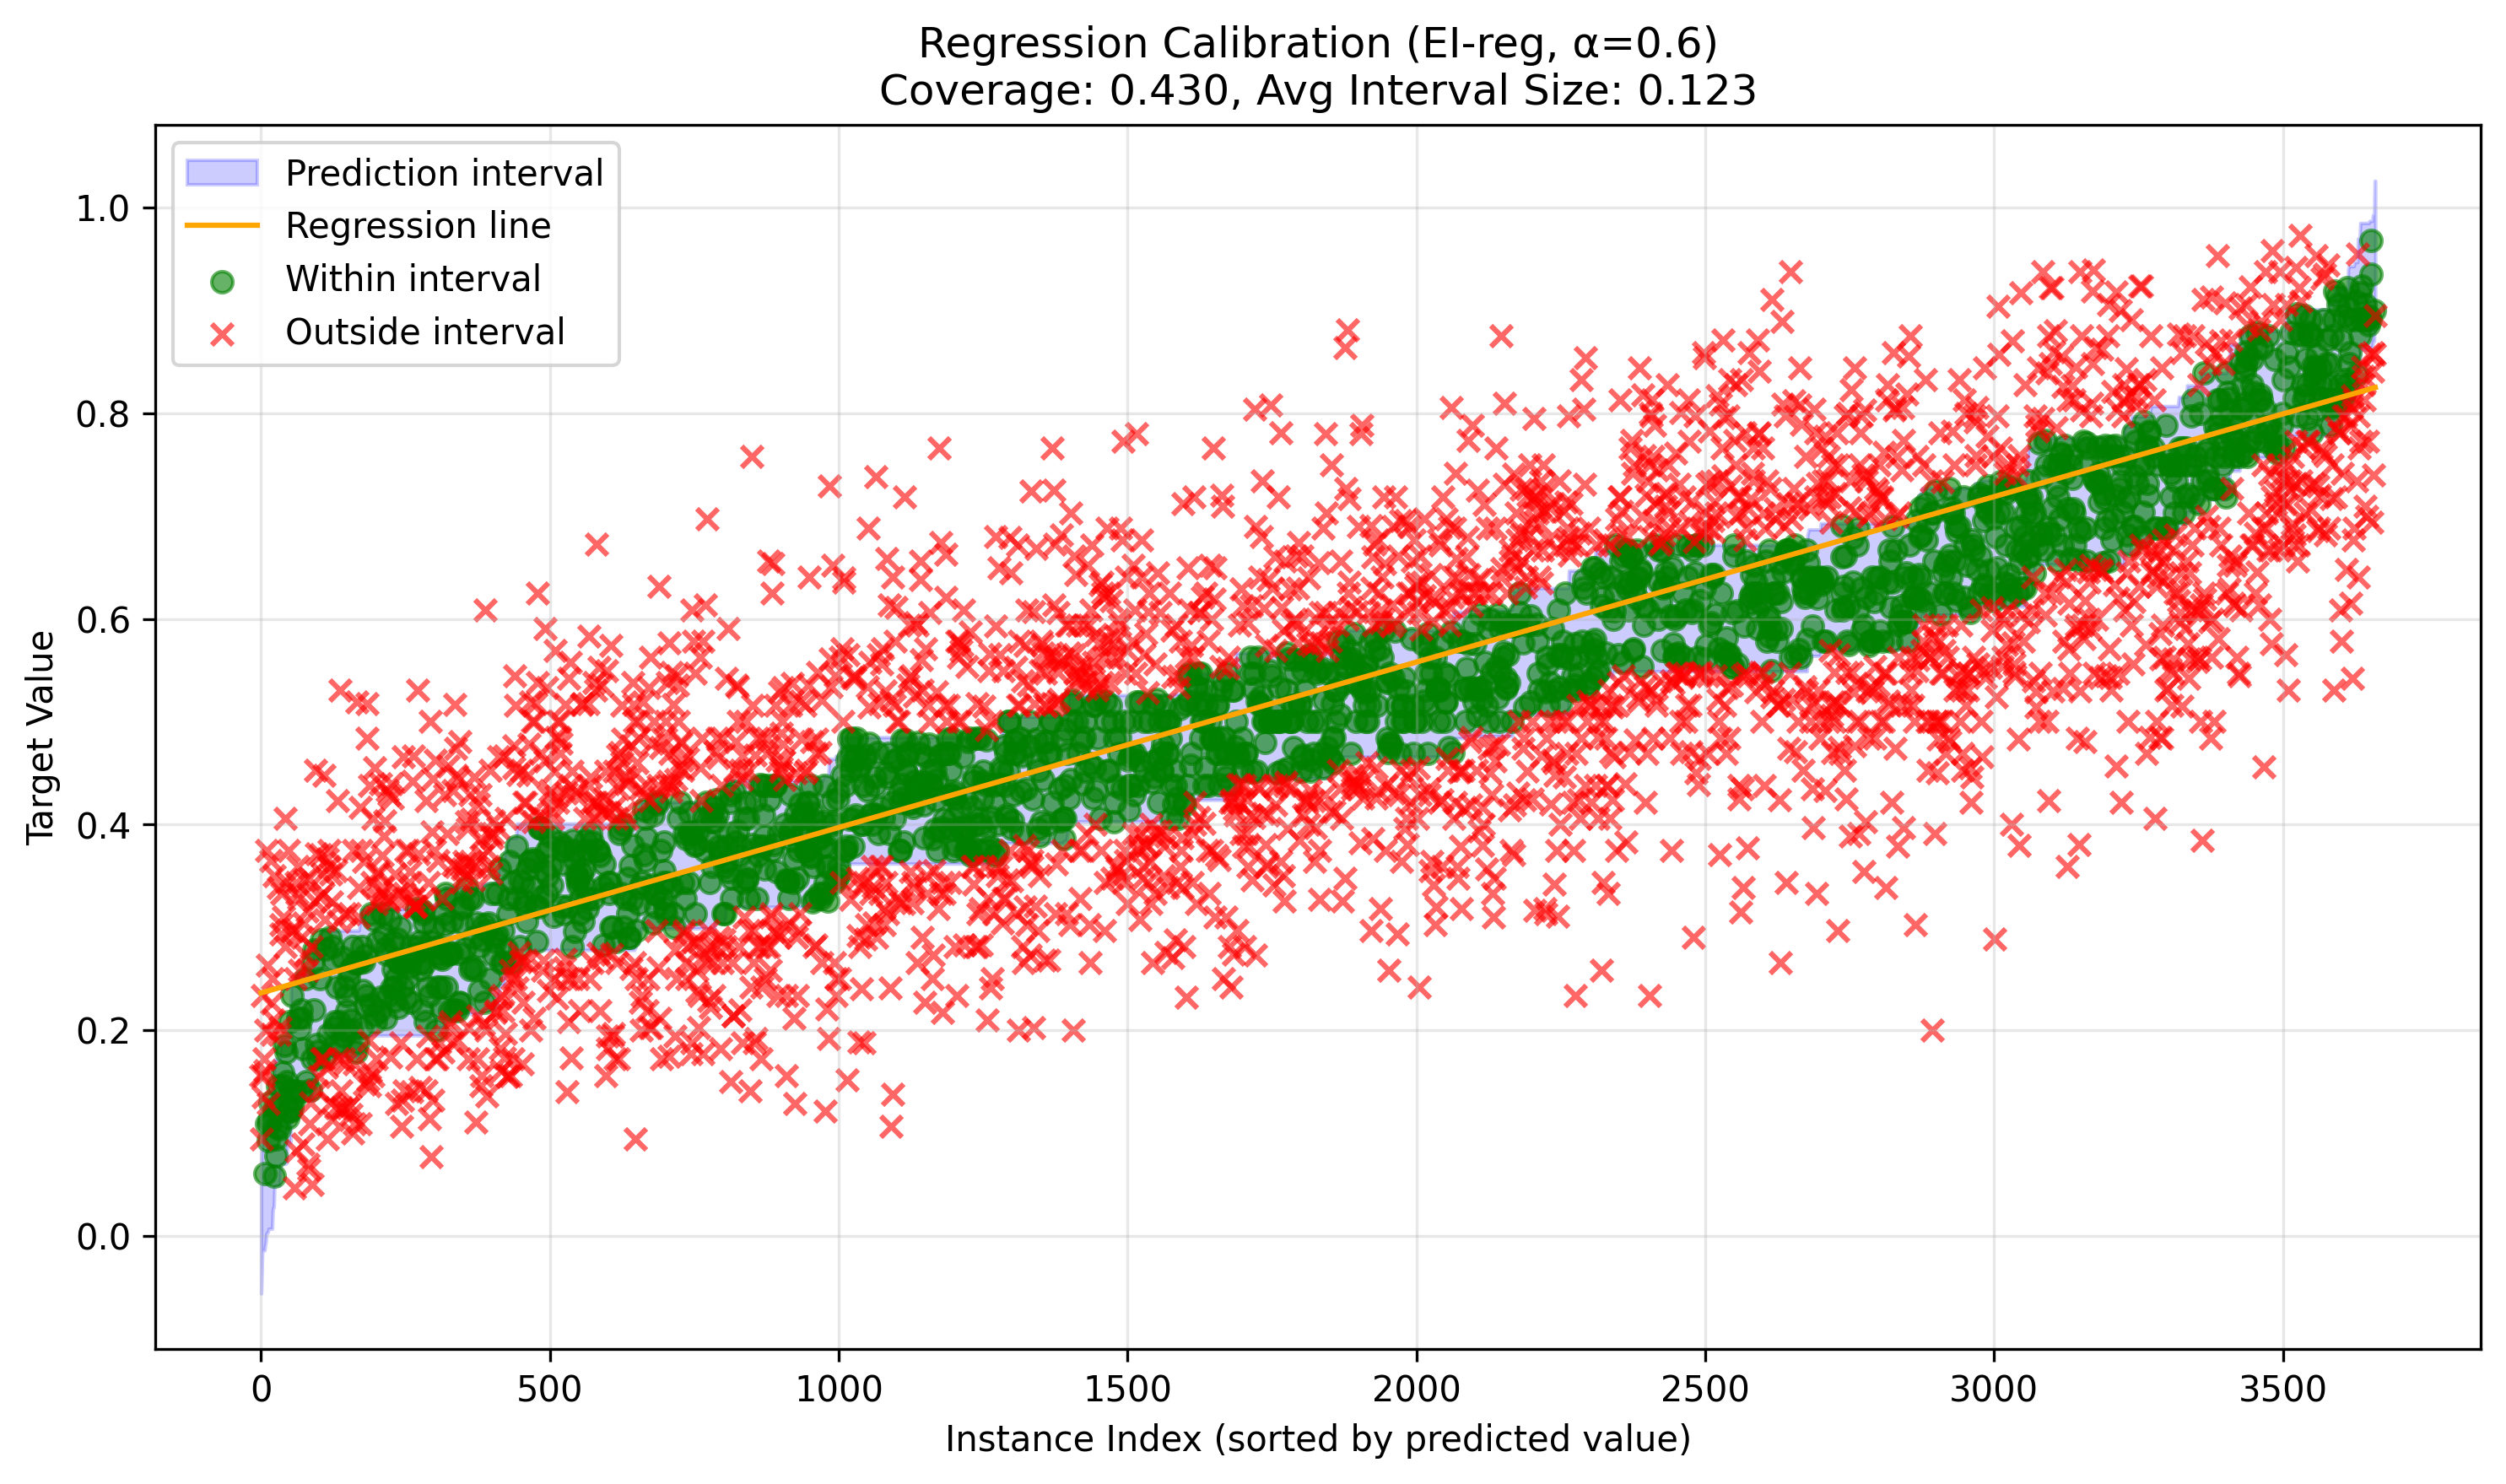 Regression Calibration (EI-reg, α=0.6)
Coverage: 0.430, Avg Interval Size: 0.123
Prediction interval
Regression line
Within interval
Outside interval
Target Value
1.0
0.8
0.6
0.4
0.2
0.0
0 500 1000 1500 2000 2500 3000 3500
Instance Index (sorted by predicted value)